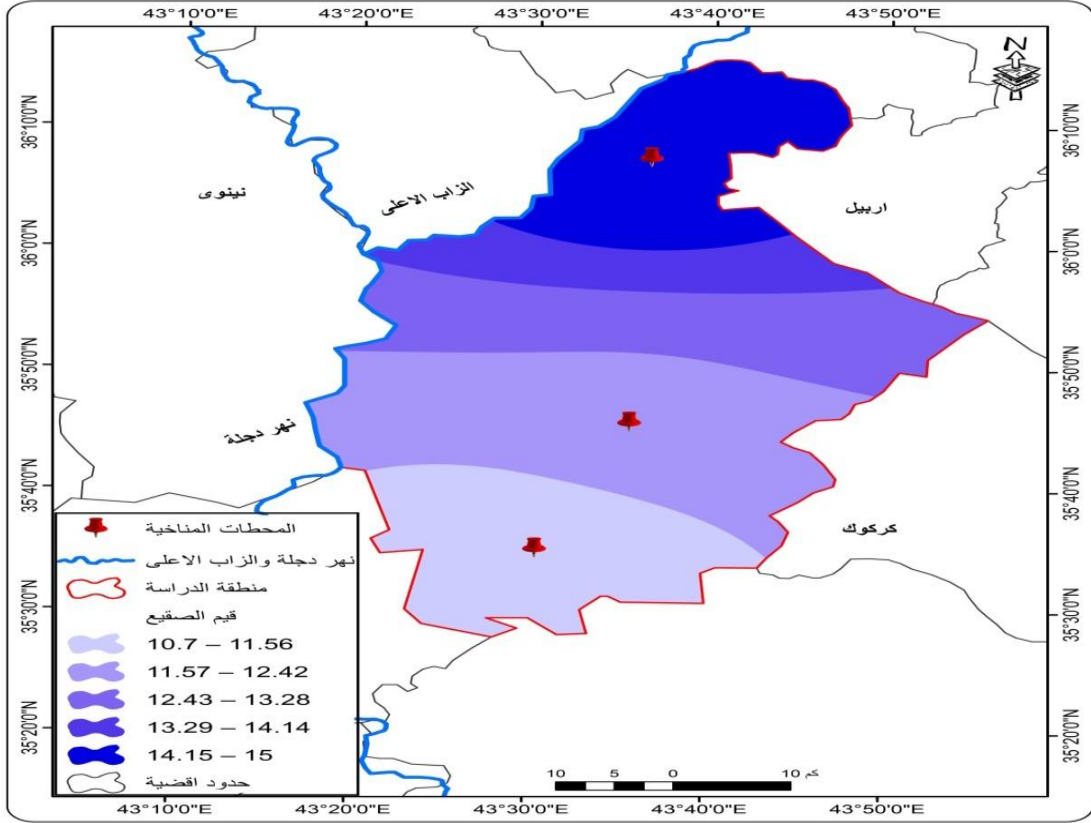 43°10'0"E
43°20'0"E
43°30'0"E
43°40'0"E
43°50'0"E
N
36°10'0"N
36°10'0"N
نينوى
الزاب الاعلى
اربيل
36°0'0"N
36°0'0"N
35°50'0"N
35°50'0"N
نهر دجلة
35°40'0"N
35°40'0"N
كركوك
المحطات المناخية
نهر دجلة والزاب الاعلى
منطقة الدراسة
قيم الصقيع
10.7 – 11.56
11.57 – 12.42
12.43 – 13.28
13.29 – 14.14
14.15 – 15
حدود اقضية
35°30'0"N
35°30'0"N
35°20'0"N
35°20'0"N
10 5 0 10 كم
43°10'0"E
43°20'0"E
43°30'0"E
43°40'0"E
43°50'0"E